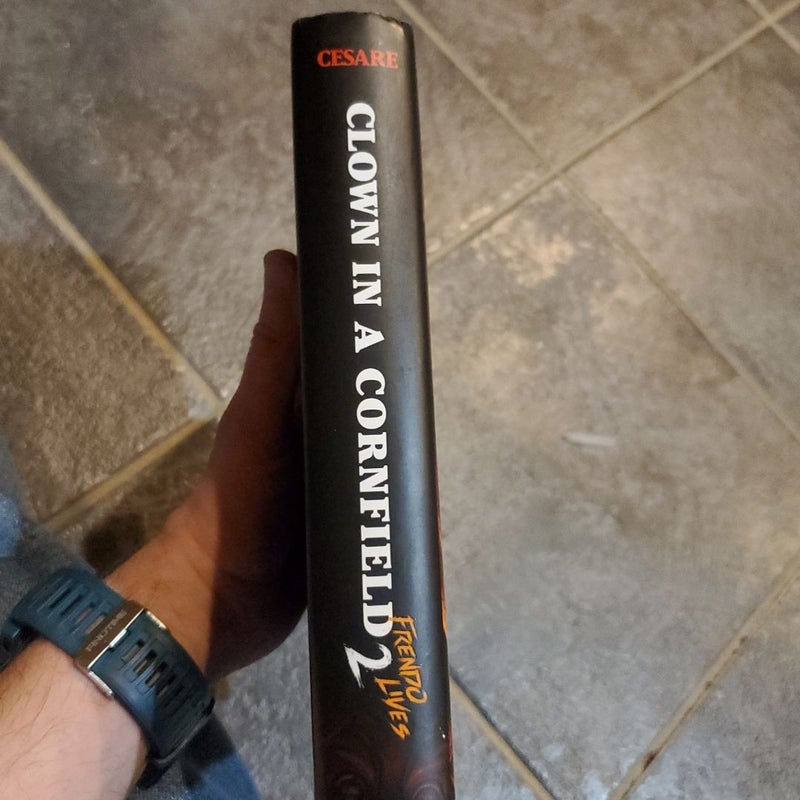 CESARE
CLOWN IN A CORNFIELD 2
FRENDO
LIVES